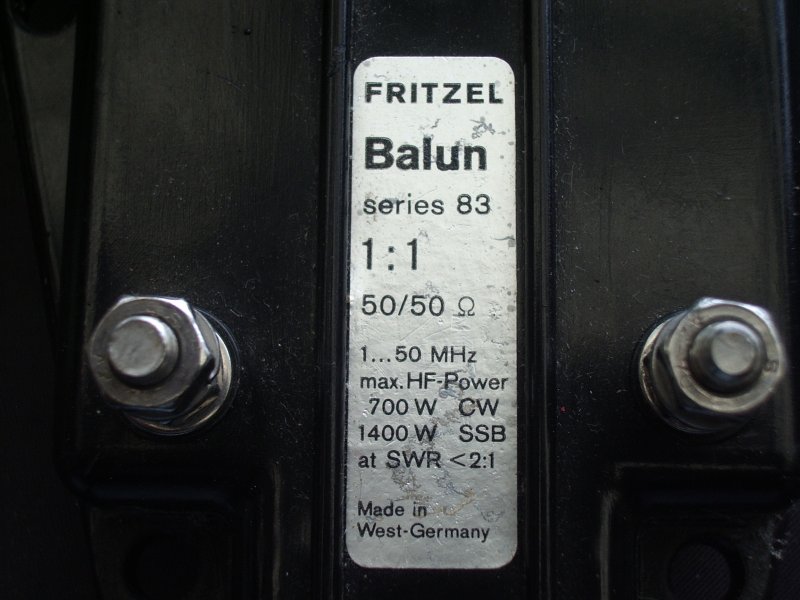 FRITZEL
Balun
series 83
1:1
50/50 Ω
1...50 MHz
max.HF-Power
700 W CW
1400 W SSB
at SWR <2:1
Made in
West-Germany